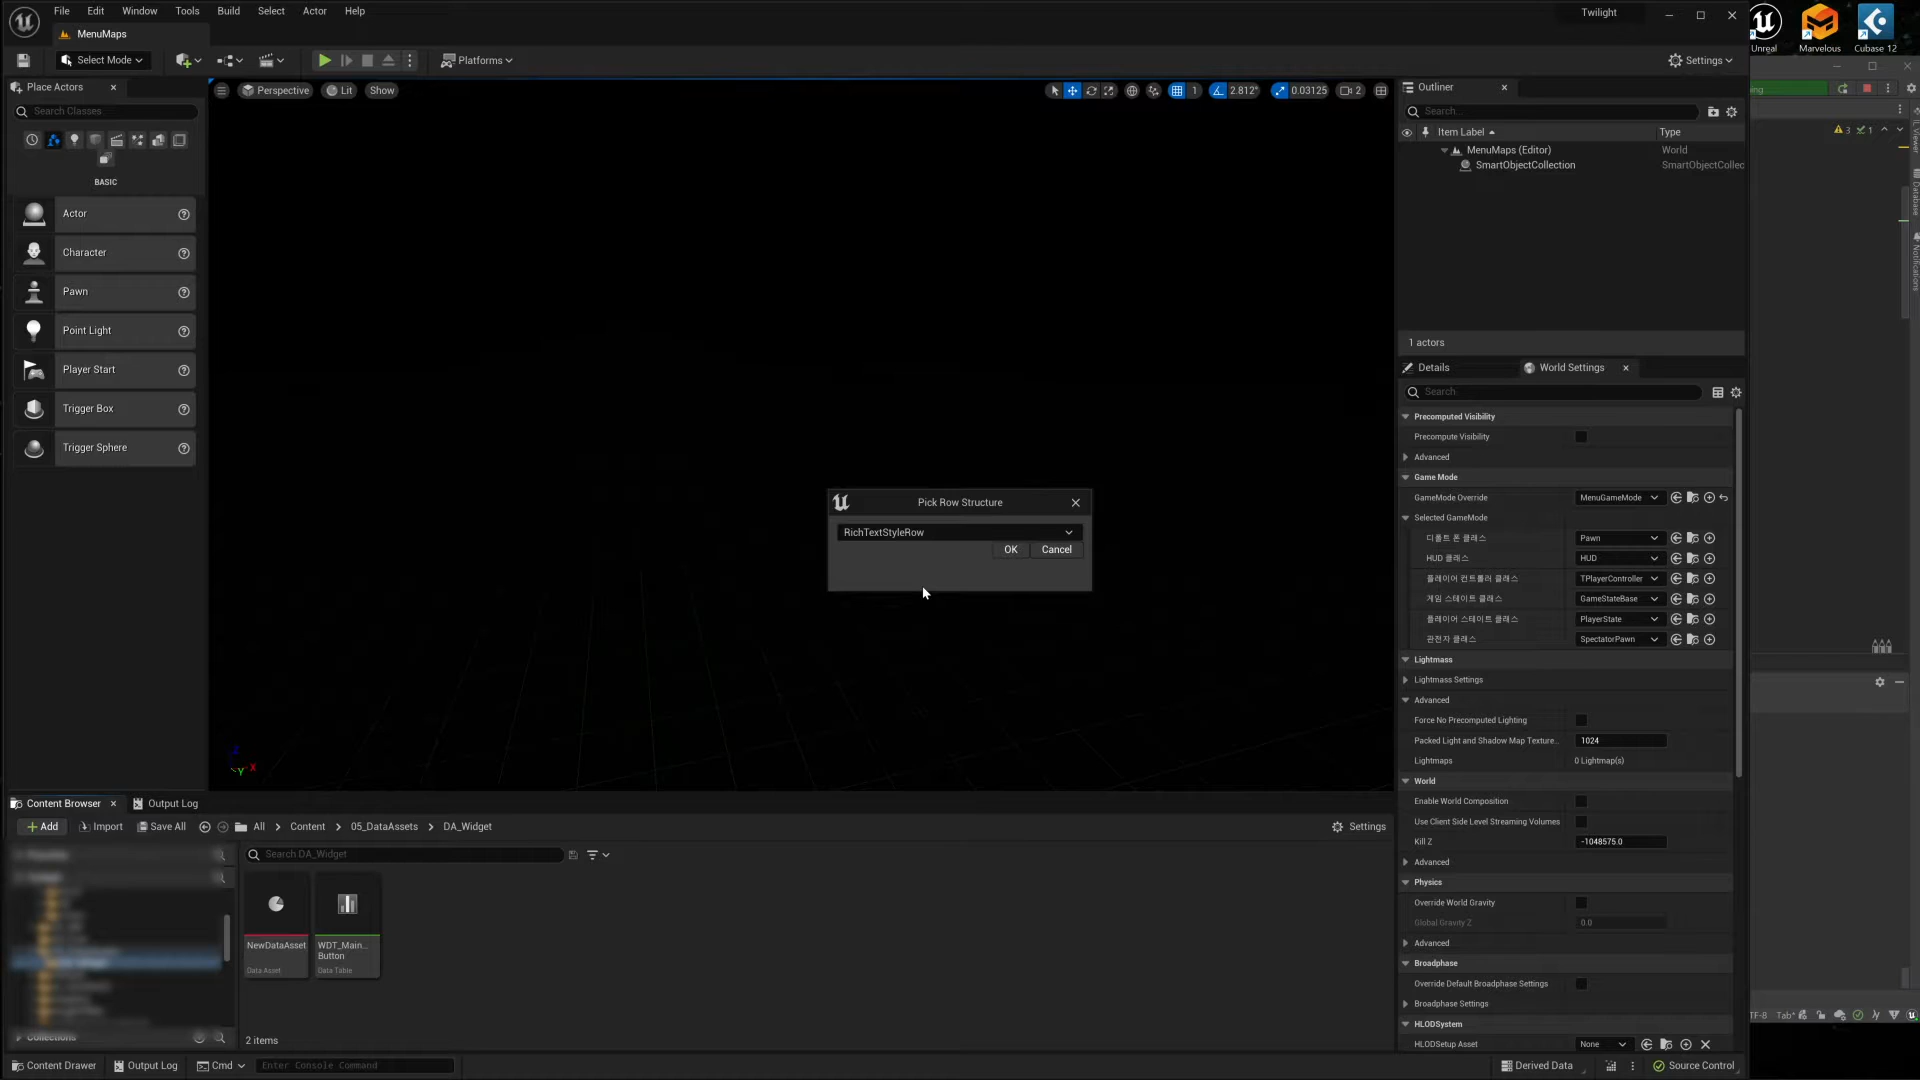 File Edit Window Tools Build Select Actor Help
Twilight
MenuMaps
Select Mode
Platforms
Settings
Unreal
Marvelous
Cubase 12
Place Actors
Search Classes
BASIC
Actor
Character
Pawn
Point Light
Player Start
Trigger Box
Trigger Sphere
Perspective
Lit
Show
1
2.812°
0.03125
2
Pick Row Structure
RichTextStyleRow
OK
Cancel
Outliner
Search...
Item Label
Type
MenuMaps (Editor)
World
SmartObjectCollection
SmartObjectCollec
1 actors
Details
World Settings
Search
Precomputed Visibility
Precompute Visibility
Advanced
Game Mode
GameMode Override
MenuGameMode
Selected GameMode
디폴트 폰 클래스
Pawn
HUD 클래스
HUD
플레이어 컨트롤러 클래스
TPlayerController
게임 스테이트 클래스
GameStateBase
플레이어 스테이트 클래스
PlayerState
관전자 클래스
SpectatorPawn
Lightmass
Lightmass Settings
Advanced
Force No Precomputed Lighting
Packed Light and Shadow Map Texture..
1024
Lightmaps
0 Lightmap(s)
World
Enable World Composition
Use Client Side Level Streaming Volumes
Kill Z
-1048575.0
Advanced
Physics
Override World Gravity
Global Gravity Z
0.0
Advanced
Broadphase
Override Default Broadphase Settings
Broadphase Settings
HLODSystem
HLODSetup Asset
None
3
1
Database
Notifications
TF-8
Tab*
Content Browser
Output Log
Add
Import
Save All
All
Content
05_DataAssets
DA_Widget
Settings
Search DA_Widget
NewDataAsset
Data Asset
WDT_Main...
Button
Data Table
Collections
2 items
Content Drawer
Output Log
Cmd
Enter Console Command
Derived Data
Source Control